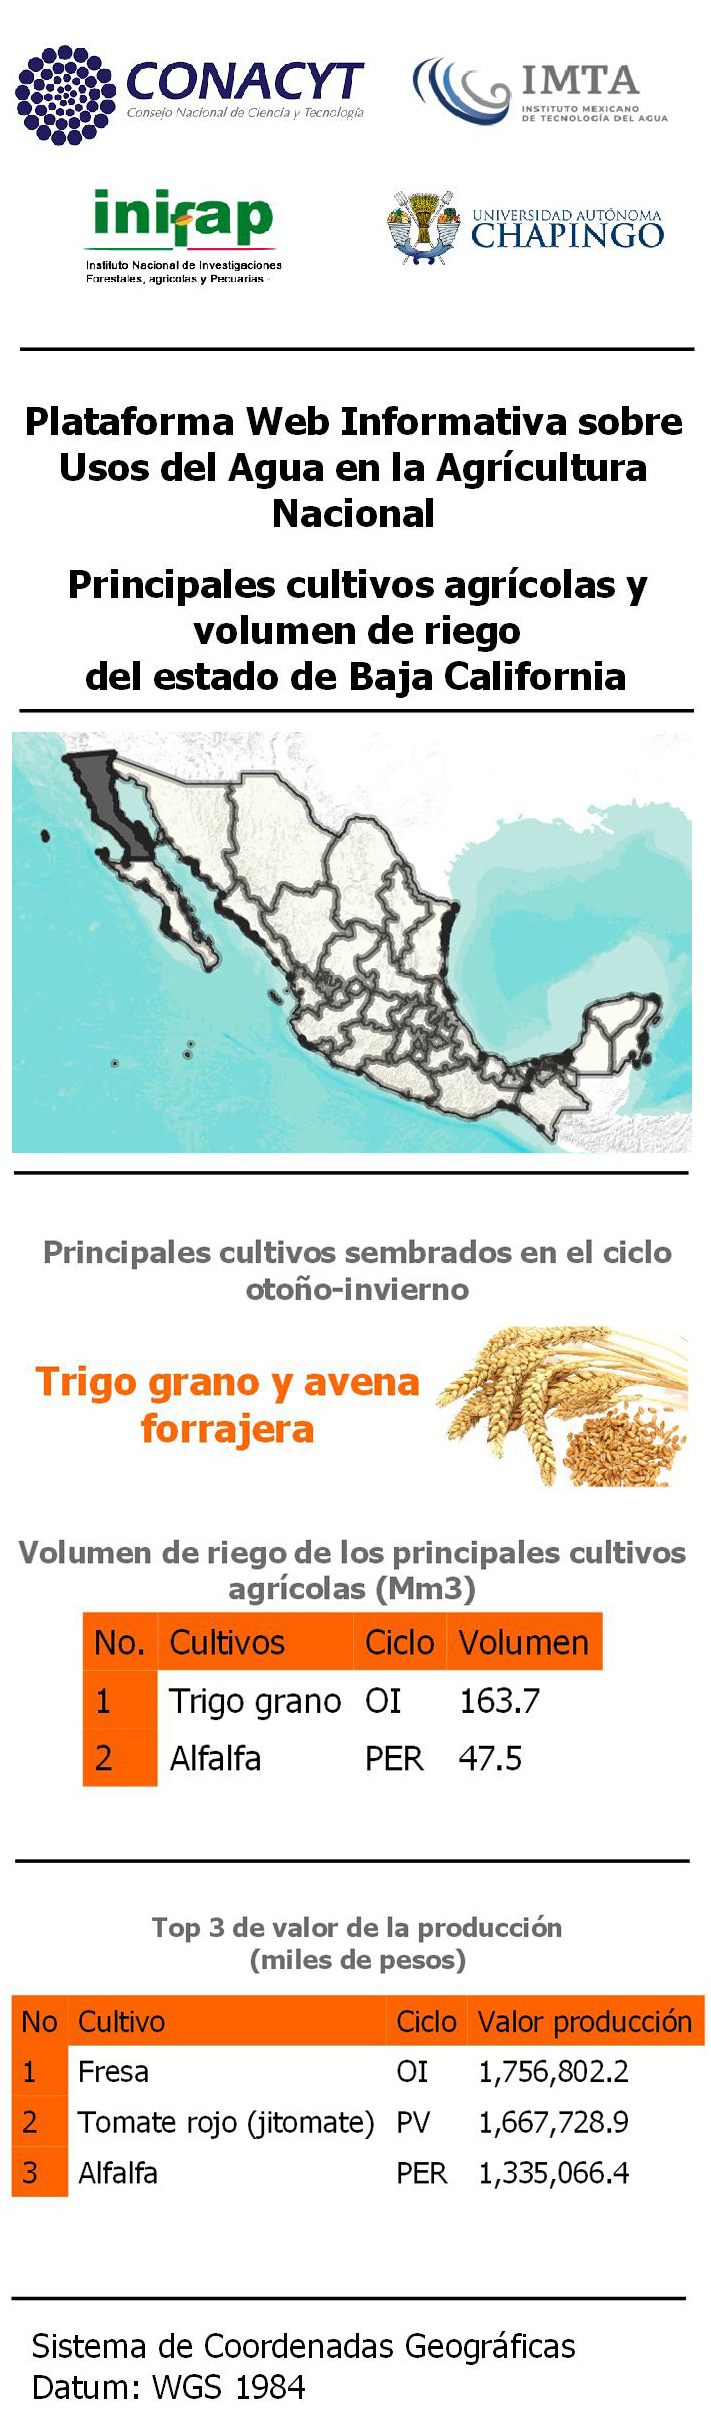 CONACYT
Consejo Nacional de Ciencia y Tecnología
IMTA
INSTITUTO MEXICANO
DE TECNOLOGÍA DEL AGUA
inifap
Instituto Nacional de Investigaciones
Forestales, agricolas y Pecuarias -
UNIVERSIDAD AUTÓNOMA
CHAPINGO
Plataforma Web Informativa sobre
Usos del Agua en la Agrícultura
Nacional
Principales cultivos agrícolas y
volumen de riego
del estado de Baja California
Principales cultivos sembrados en el ciclo
otoño-invierno
Trigo grano y avena
forrajera
Volumen de riego de los principales cultivos
agrícolas (Mm3)
No. Cultivos Ciclo Volumen
1 Trigo grano OI 163.7
2 Alfalfa PER 47.5
Top 3 de valor de la producción
(miles de pesos)
No Cultivo Ciclo Valor producción
1 Fresa OI 1,756,802.2
2 Tomate rojo (jitomate) PV 1,667,728.9
3 Alfalfa PER 1,335,066.4
Sistema de Coordenadas Geográficas
Datum: WGS 1984